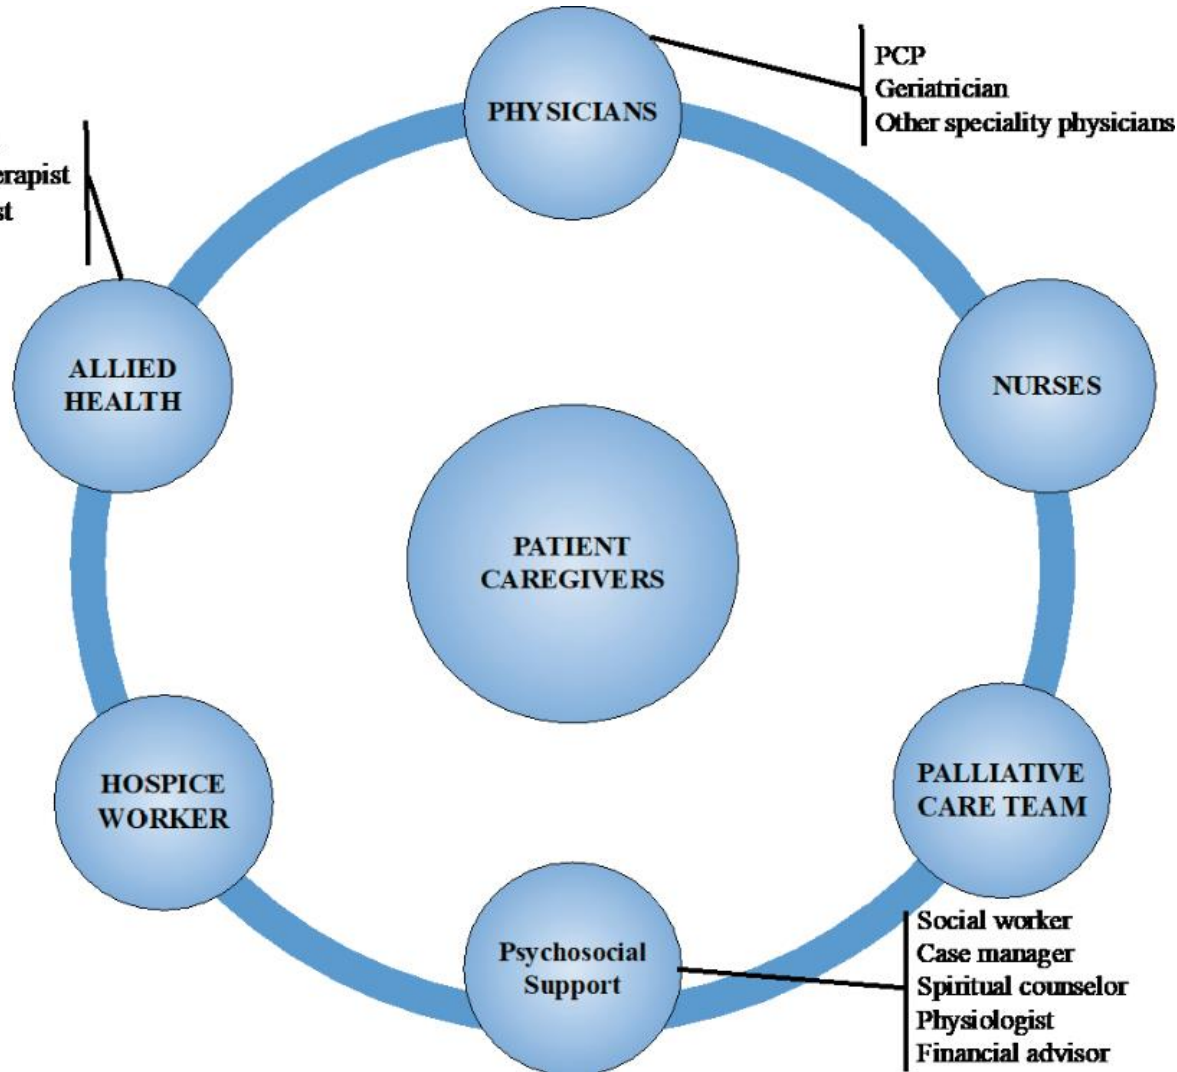 PHYSICIANS
PCP
Geriatrician
Other speciality physicians
ALLIED
HEALTH
NURSES
PATIENT
CAREGIVERS
HOSPICE
WORKER
PALLIATIVE
CARE TEAM
Psychosocial
Support
Social worker
Case manager
Spiritual counselor
Physiologist
Financial advisor